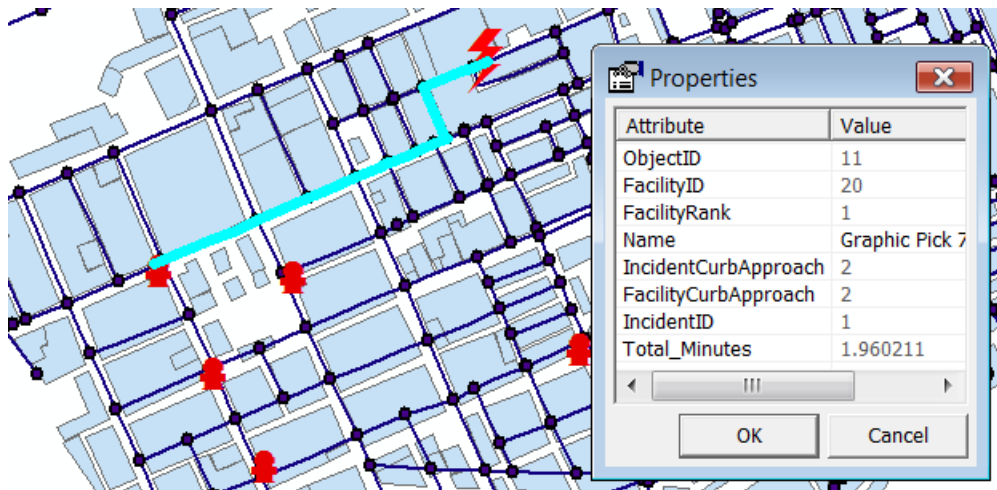 Properties
Attribute Value
ObjectID 11
FacilityID 20
FacilityRank 1
Name Graphic Pick 7
IncidentCurbApproach 2
FacilityCurbApproach 2
IncidentID 1
Total_Minutes 1.960211
OK Cancel